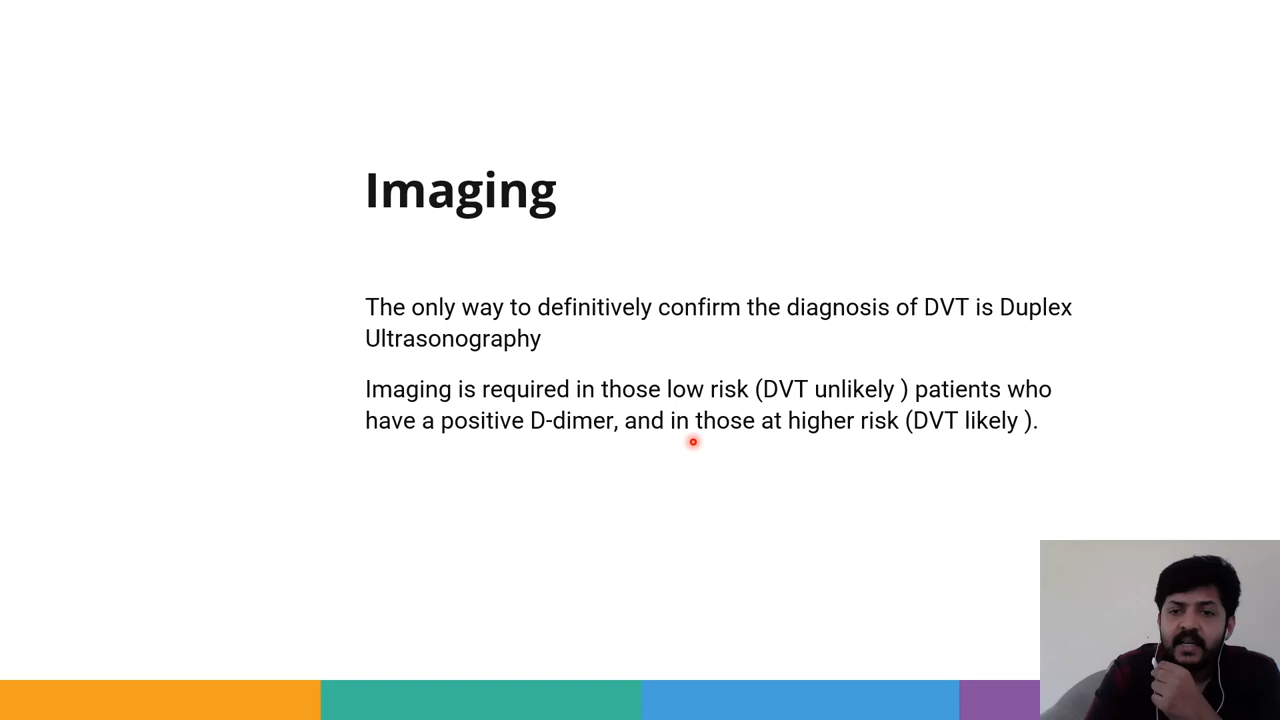 Imaging
The only way to definitively confirm the diagnosis of DVT is Duplex
Ultrasonography
Imaging is required in those low risk (DVT unlikely ) patients who
have a positive D-dimer, and in those at higher risk (DVT likely ).